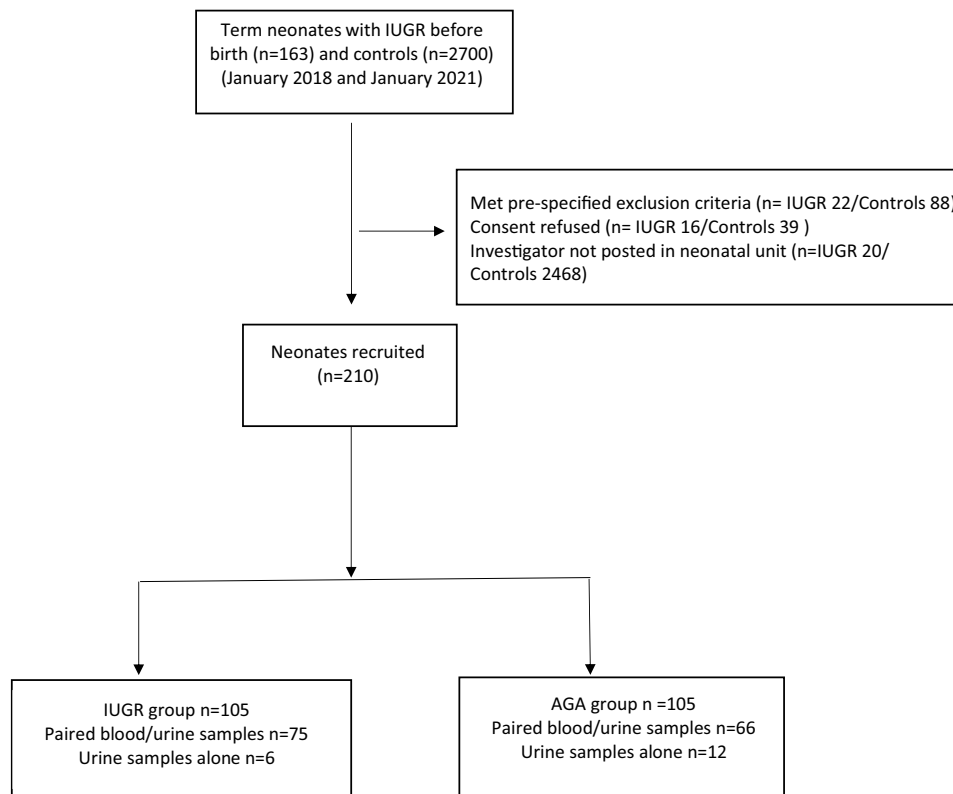 Term neonates with IUGR before
birth (n=163) and controls (n=2700)
(January 2018 and January 2021)
Met pre-specified exclusion criteria (n= IUGR 22/Controls 88)
Consent refused (n= IUGR 16/Controls 39 )
Investigator not posted in neonatal unit (n=IUGR 20/
Controls 2468)
Neonates recruited
(n=210)
IUGR group n=105
Paired blood/urine samples n=75
Urine samples alone n=6
AGA group n =105
Paired blood/urine samples n=66
Urine samples alone n=12